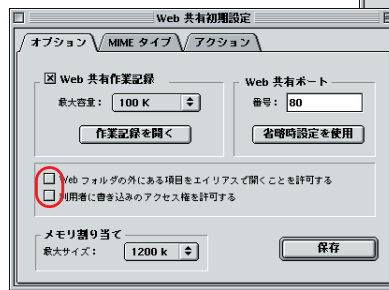 Web 共有初期設定
オプション MIME タイプ アクション
Web 共有作業記録
最大容量： 100 K
作業記録を開く
Web 共有ポート
番号： 80
省略時設定を使用
Web フォルダの外にある項目をエイリアスで開くことを許可する
利用者に書き込みのアクセス権を許可する
メモリ割り当て
最大サイズ： 1200 k
保存